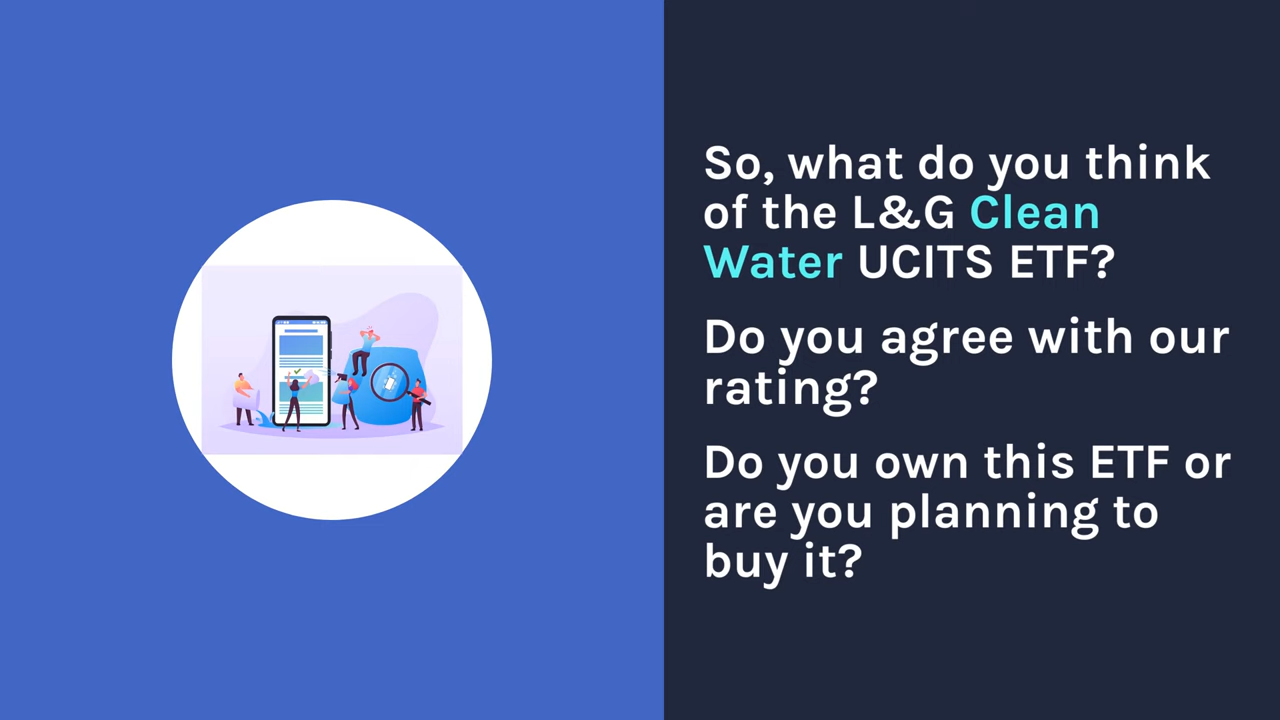 So, what do you think
of the L&G Clean
Water UCITS ETF?
Do you agree with our
rating?
Do you own this ETF or
are you planning to
buy it?